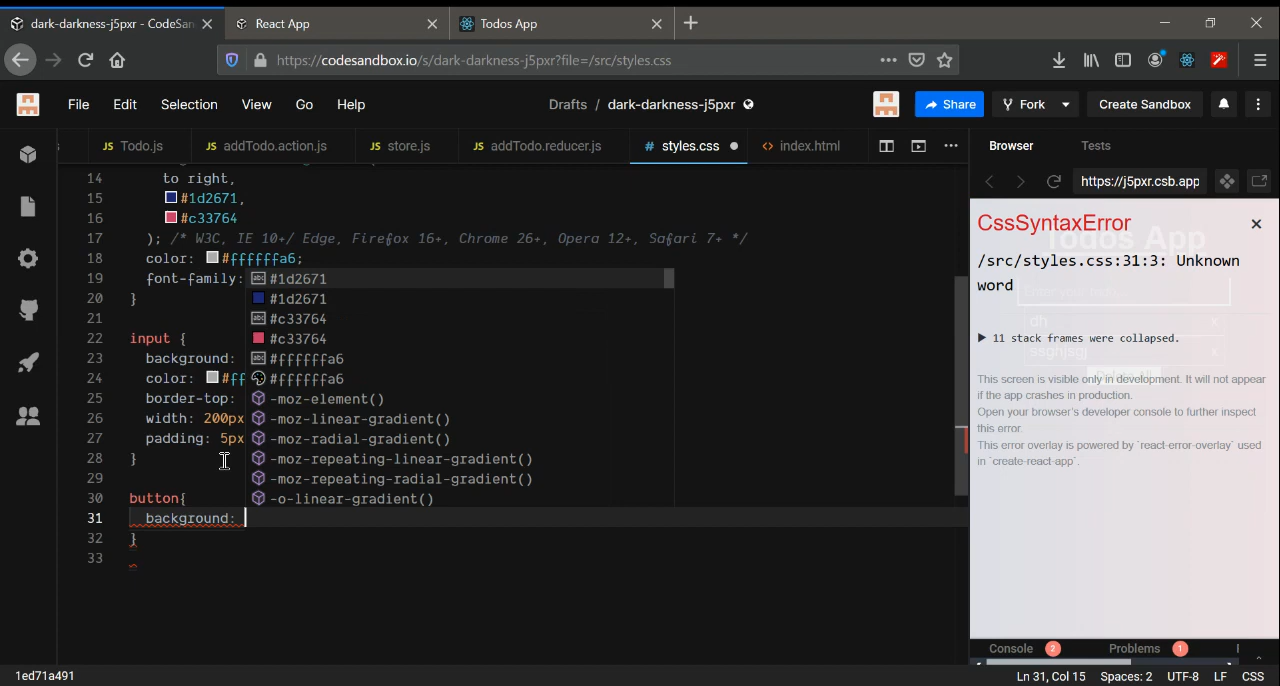 dark-darkness-j5pxr - CodeSan
React App
Todos App
https://codesandbox.io/s/dark-darkness-j5pxr?file=/src/styles.css
File Edit Selection View Go Help
Drafts / dark-darkness-j5pxr
Share
Fork
Create Sandbox
JS Todo.js
JS addTodo.action.js
JS store.js
JS addTodo.reducer.js
# styles.css
<> index.html
Browser
Tests
https://j5pxr.csb.app
14 to right,
15 #1d2671,
16 #c33764
17 ); /* W3C, IE 10+/ Edge, Firefox 16+, Chrome 26+, Opera 12+, Safari 7+ */
18 color: #ffffffa6;
19 font-family:
20 }
21
22 input {
23 background:
24 color: #ff
25 border-top:
26 width: 200px
27 padding: 5px
28 }
29
30 button{
31 background:
32 }
33
abc #1d2671
#1d2671
abc #c33764
#c33764
abc #ffffffa6
#ffffffa6
-moz-element()
-moz-linear-gradient()
-moz-radial-gradient()
-moz-repeating-linear-gradient()
-moz-repeating-radial-gradient()
-o-linear-gradient()
CssSyntaxError
Todos App
/src/styles.css:31:3: Unknown
word
dh
11 stack frames were collapsed.
This screen is visible only in development. It will not appear
if the app crashes in production.
Open your browser's developer console to further inspect
this error.
This error overlay is powered by `react-error-overlay` used
in `create-react-app`.
Console 2
Problems 1
1ed71a491
Ln 31, Col 15 Spaces: 2 UTF-8 LF CSS